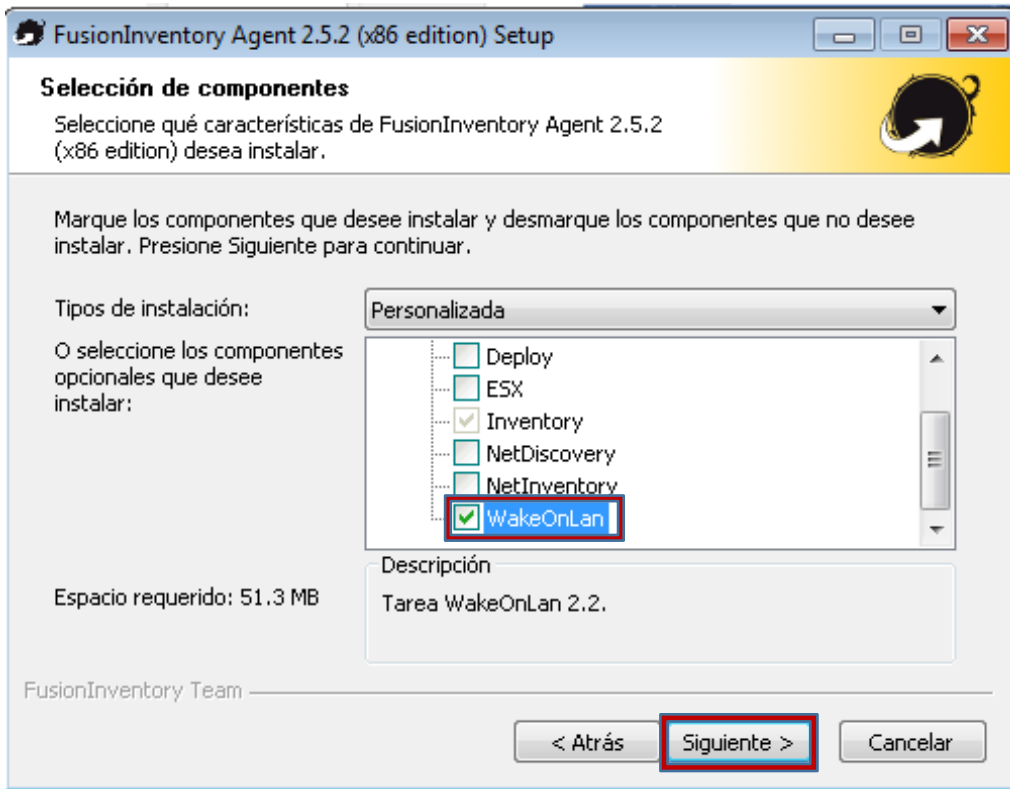 FusionInventory Agent 2.5.2 (x86 edition) Setup
Selección de componentes
Seleccione qué características de FusionInventory Agent 2.5.2
(x86 edition) desea instalar.
Marque los componentes que desee instalar y desmarque los componentes que no desee
instalar. Presione Siguiente para continuar.
Tipos de instalación:
Personalizada
O seleccione los componentes
opcionales que desee
instalar:
Deploy
ESX
Inventory
NetDiscovery
NetInventory
WakeOnLan
Espacio requerido: 51.3 MB
Descripción
Tarea WakeOnLan 2.2.
FusionInventory Team
< Atrás
Siguiente >
Cancelar